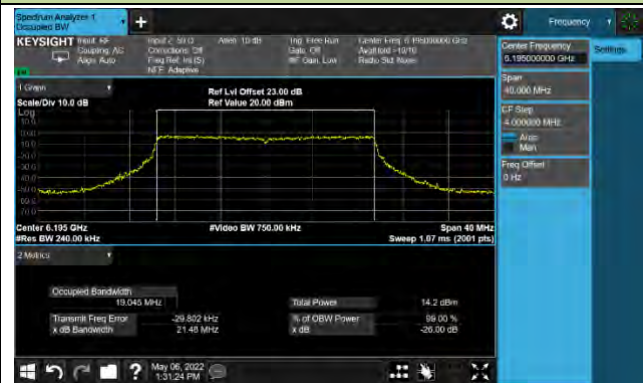 Spectrum Analyzer 1
Occupied BW
Frequency
KEYSIGHT
Input: RF
Coupling: AC
Align: Auto
Input Z: 50 Ω
Corrections: Off
Freq Ref: Int (S)
NFE: Adaptive
Atten: 10 dB
Trig: Free Run
Gate: Off
#IF Gain: Low
Center Freq: 6.195000000 GHz
Avg|Hold: >10/10
Radio Std: None
Center Frequency
6.195000000 GHz
Settings
Span
40.000 MHz
CF Step
4.000000 MHz
Auto
Man
Freq Offset
0 Hz
1 Graph
Scale/Div 10.0 dB
Ref Lvl Offset 23.00 dB
Ref Value 20.00 dBm
Log
Center 6.195 GHz
#Res BW 240.00 kHz
#Video BW 750.00 kHz
Span 40 MHz
Sweep 1.07 ms (2001 pts)
2 Metrics
Occupied Bandwidth
19.045 MHz
Total Power
14.2 dBm
Transmit Freq Error
-29.802 kHz
% of OBW Power
99.00 %
x dB Bandwidth
21.48 MHz
x dB
-26.00 dB
?
May 06, 2022
1:31:24 PM